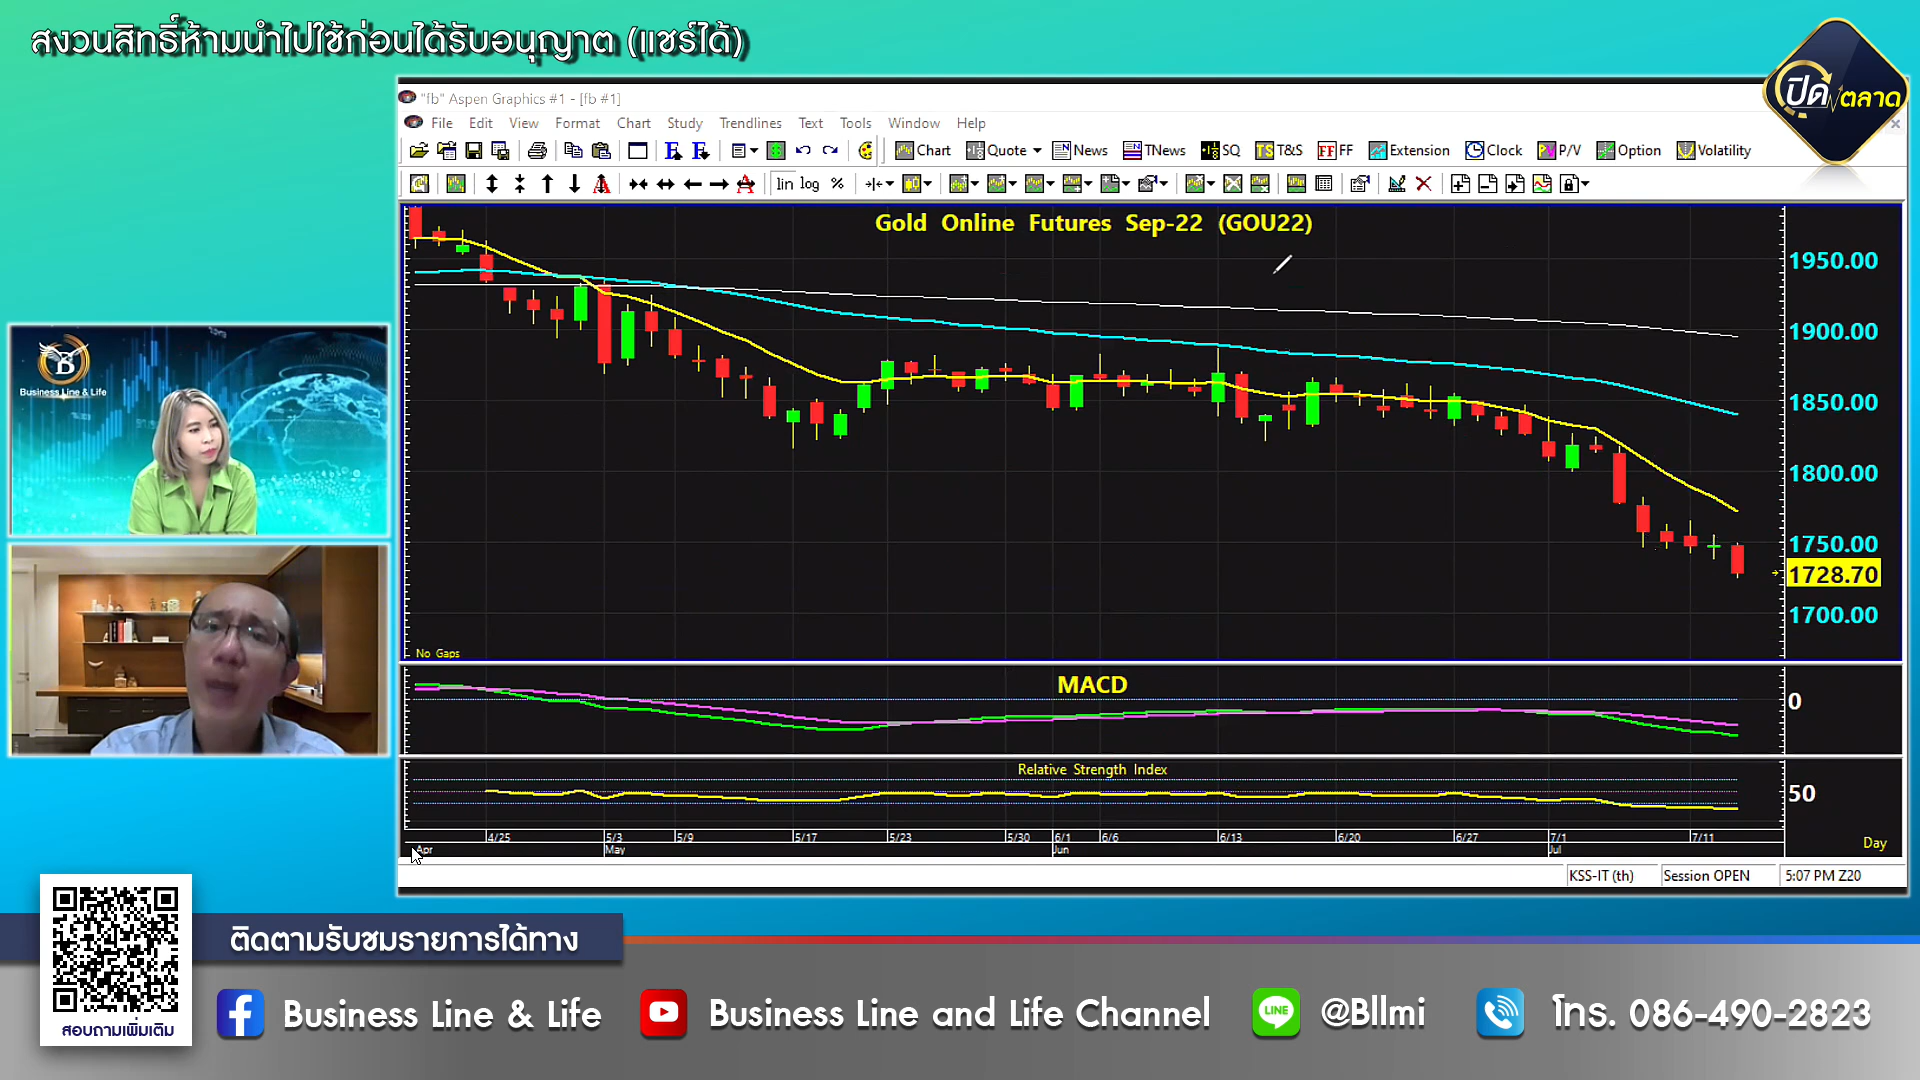 สงวนสิทธิ์ห้ามนำไปใช้ก่อนได้รับอนุญาต (แชร์ได้)
ปิดตลาด
"fb" Aspen Graphics #1 - [fb #1]
File Edit View Format Chart Study Trendlines Text Tools Window Help
Chart Quote News TNews SQ T&S FF Extension Clock P/V Option Volatility
lin log %
Gold Online Futures Sep-22 (GOU22)
1950.00
1900.00
1850.00
1800.00
1750.00
1728.70
1700.00
No Gaps
MACD
0
Relative Strength Index
50
4/25 5/3 5/9 5/17 5/23 5/30 6/1 6/6 6/13 6/20 6/27 7/1 7/11
Apr May Jun Jul
Day
KSS-IT (th) Session OPEN 5:07 PM Z20
B
Business Line & Life
ติดตามรับชมรายการได้ทาง
สอบถามเพิ่มเติม
Business Line & Life
Business Line and Life Channel
LINE
@Bllmi
โทร. 086-490-2823